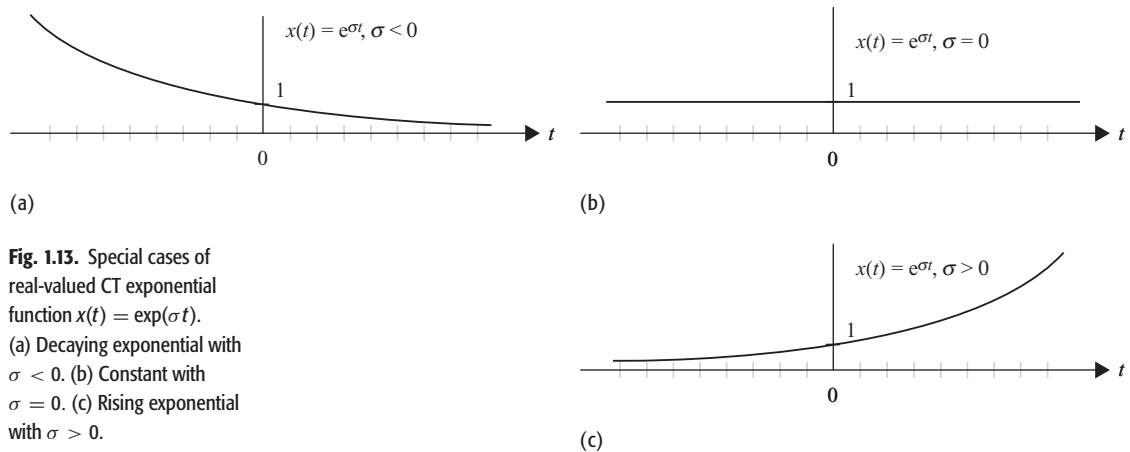 x(t) = e^σt, σ < 0
1
t
0
(a)
x(t) = e^σt, σ = 0
1
t
0
(b)
Fig. 1.13. Special cases of
real-valued CT exponential
function x(t) = exp(σt).
(a) Decaying exponential with
σ < 0. (b) Constant with
σ = 0. (c) Rising exponential
with σ > 0.
x(t) = e^σt, σ > 0
1
t
0
(c)